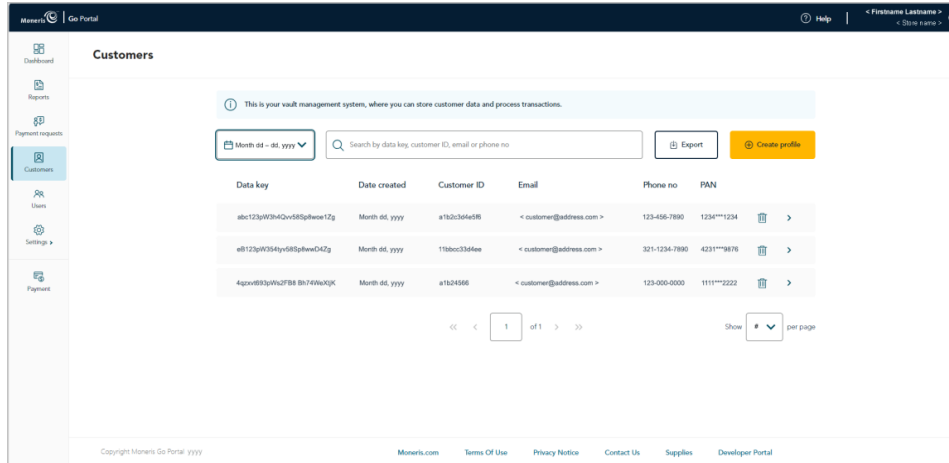 Moneris Go Portal
Help
< Firstname Lastname >
< Store name >
Dashboard
Reports
Payment requests
Customers
Users
Settings
Payment
Customers
This is your vault management system, where you can store customer data and process transactions.
Month dd – dd, yyyy
Search by data key, customer ID, email or phone no
Export
Create profile
Data key Date created Customer ID Email Phone no PAN
abc123pW3h4Qvv58Sp8woe1Zg Month dd, yyyy a1b2c3d4e5f6 < customer@address.com > 123-456-7890 1234***1234
eB123pW354tyv58Sp8wwD4Zg Month dd, yyyy 11bbcc33d4ee < customer@address.com > 321-1234-7890 4231***9876
Month dd, yyyy a1b24566 < customer@address.com > 123-000-0000 1111***2222
<< < 1 of 1 > >>
Show # per page
Copyright Moneris Go Portal yyyy
Moneris.com Terms Of Use Privacy Notice Contact Us Supplies Developer Portal